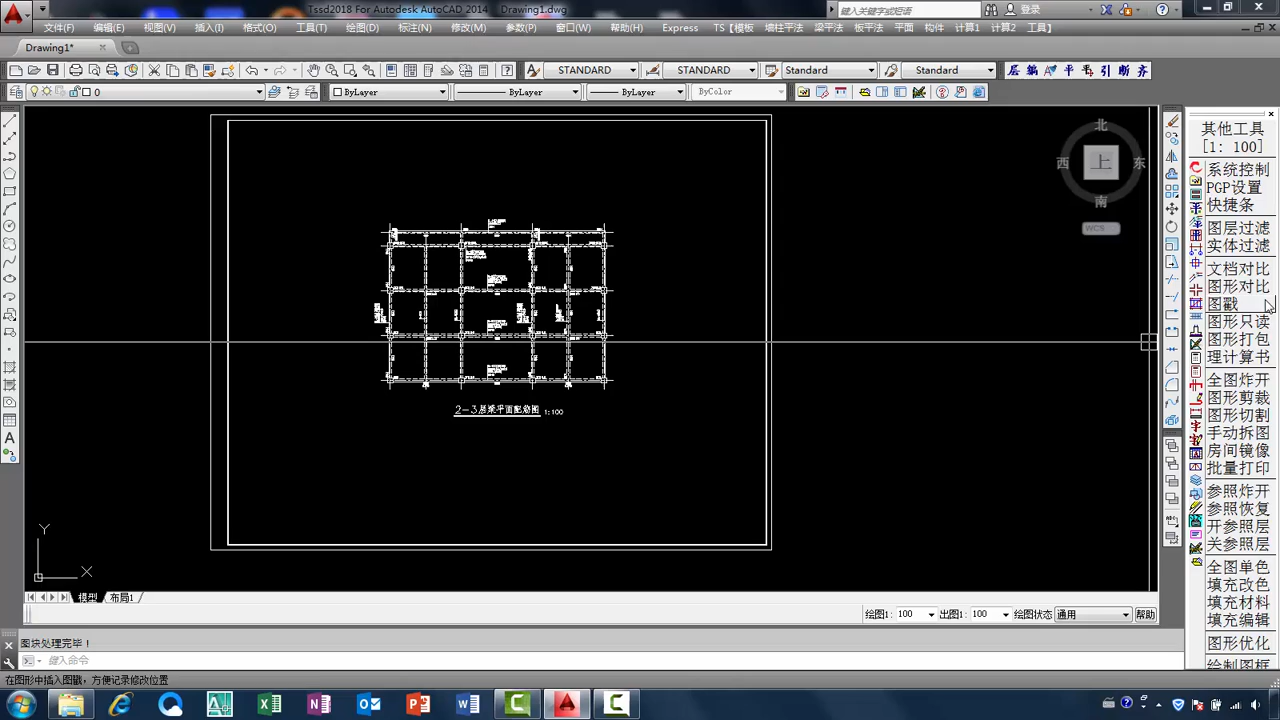 Tssd2018 For Autodesk AutoCAD 2014 Drawing1.dwg
键入关键字或短语
登录
文件(F) 编辑(E) 视图(V) 插入(I) 格式(O) 工具(T) 绘图(D) 标注(N) 修改(M) 参数(P) 窗口(W) 帮助(H) Express TS【模板 墙柱平法 梁平法 板平法 平面 构件 计算1 计算2 工具】
Drawing1*
STANDARD STANDARD Standard Standard
0 ByLayer ByLayer ByLayer ByColor
北
西 上 东
南
WCS
其他工具
[1: 100]
系统控制
PGP设置
快捷条
图层过滤
实体过滤
文档对比
图形对比
图戳
图形只读
图形打包
理计算书
全图炸开
图形剪裁
图形切割
手动拆图
房间镜像
批量打印
参照炸开
参照恢复
开参照层
关参照层
全图单色
填充改色
填充材料
填充编辑
图形优化
绘制图框
2-3层梁平面配筋图 1:100
Y
X
模型 布局1
绘图1: 100 出图1: 100 绘图状态 通用 帮助
图块处理完毕！
键入命令
在图形中插入图戳，方便记录修改位置